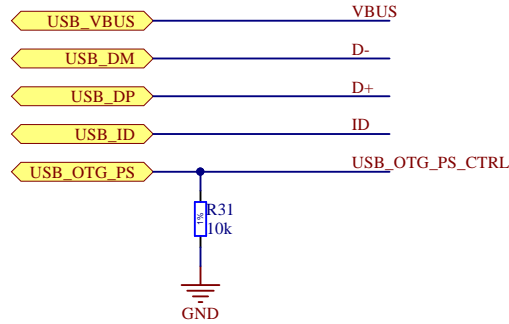 USB_VBUS VBUS
USB_DM D-
USB_DP D+
USB_ID ID
USB_OTG_PS USB_OTG_PS_CTRL
1% R31
10k
GND